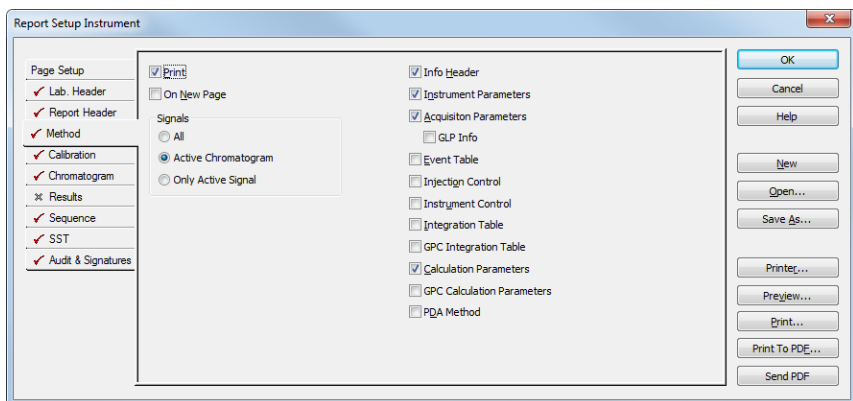 Report Setup Instrument
Page Setup
Lab. Header
Report Header
Method
Calibration
Chromatogram
Results
Sequence
SST
Audit & Signatures
Print
On New Page
Signals
All
Active Chromatogram
Only Active Signal
Info Header
Instrument Parameters
Acquisiton Parameters
GLP Info
Event Table
Injection Control
Instrument Control
Integration Table
GPC Integration Table
Calculation Parameters
GPC Calculation Parameters
PDA Method
OK
Cancel
Help
New
Open...
Save As...
Printer...
Preview...
Print...
Print To PDF...
Send PDF